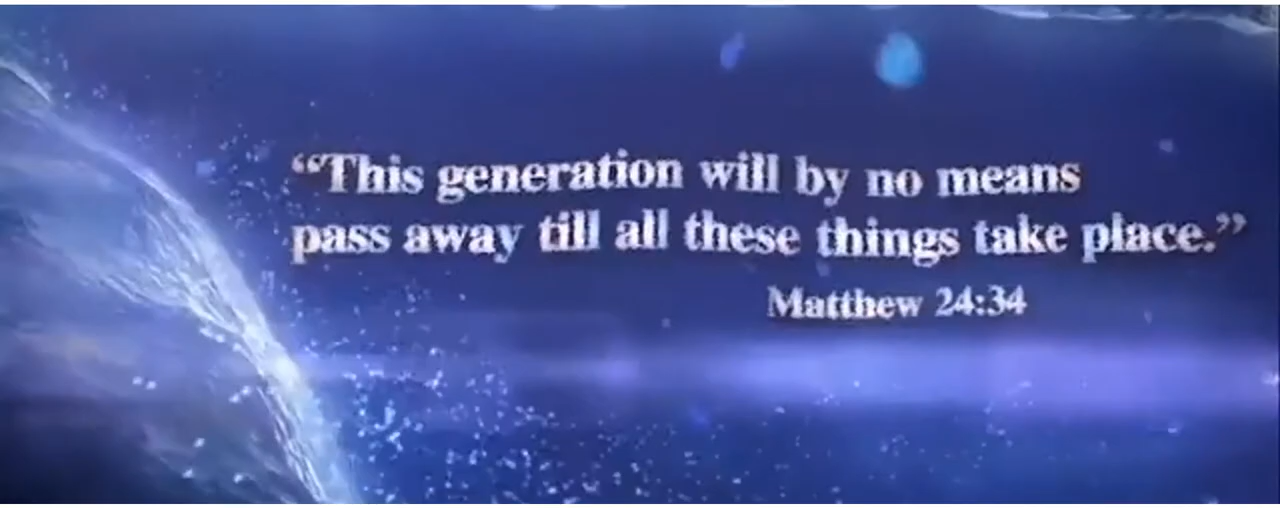 “This generation will by no means
pass away till all these things take place.”
Matthew 24:34